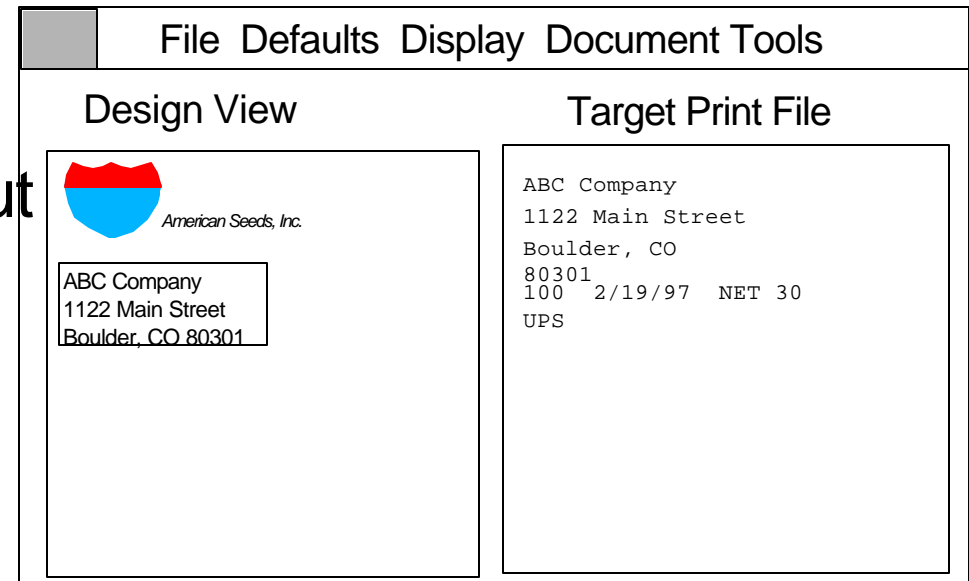 File Defaults Display Document Tools
Design View
Target Print File
American Seeds, Inc.
ABC Company
1122 Main Street
Boulder, CO 80301
ABC Company
1122 Main Street
Boulder, CO
80301
100 2/19/97 NET 30
UPS